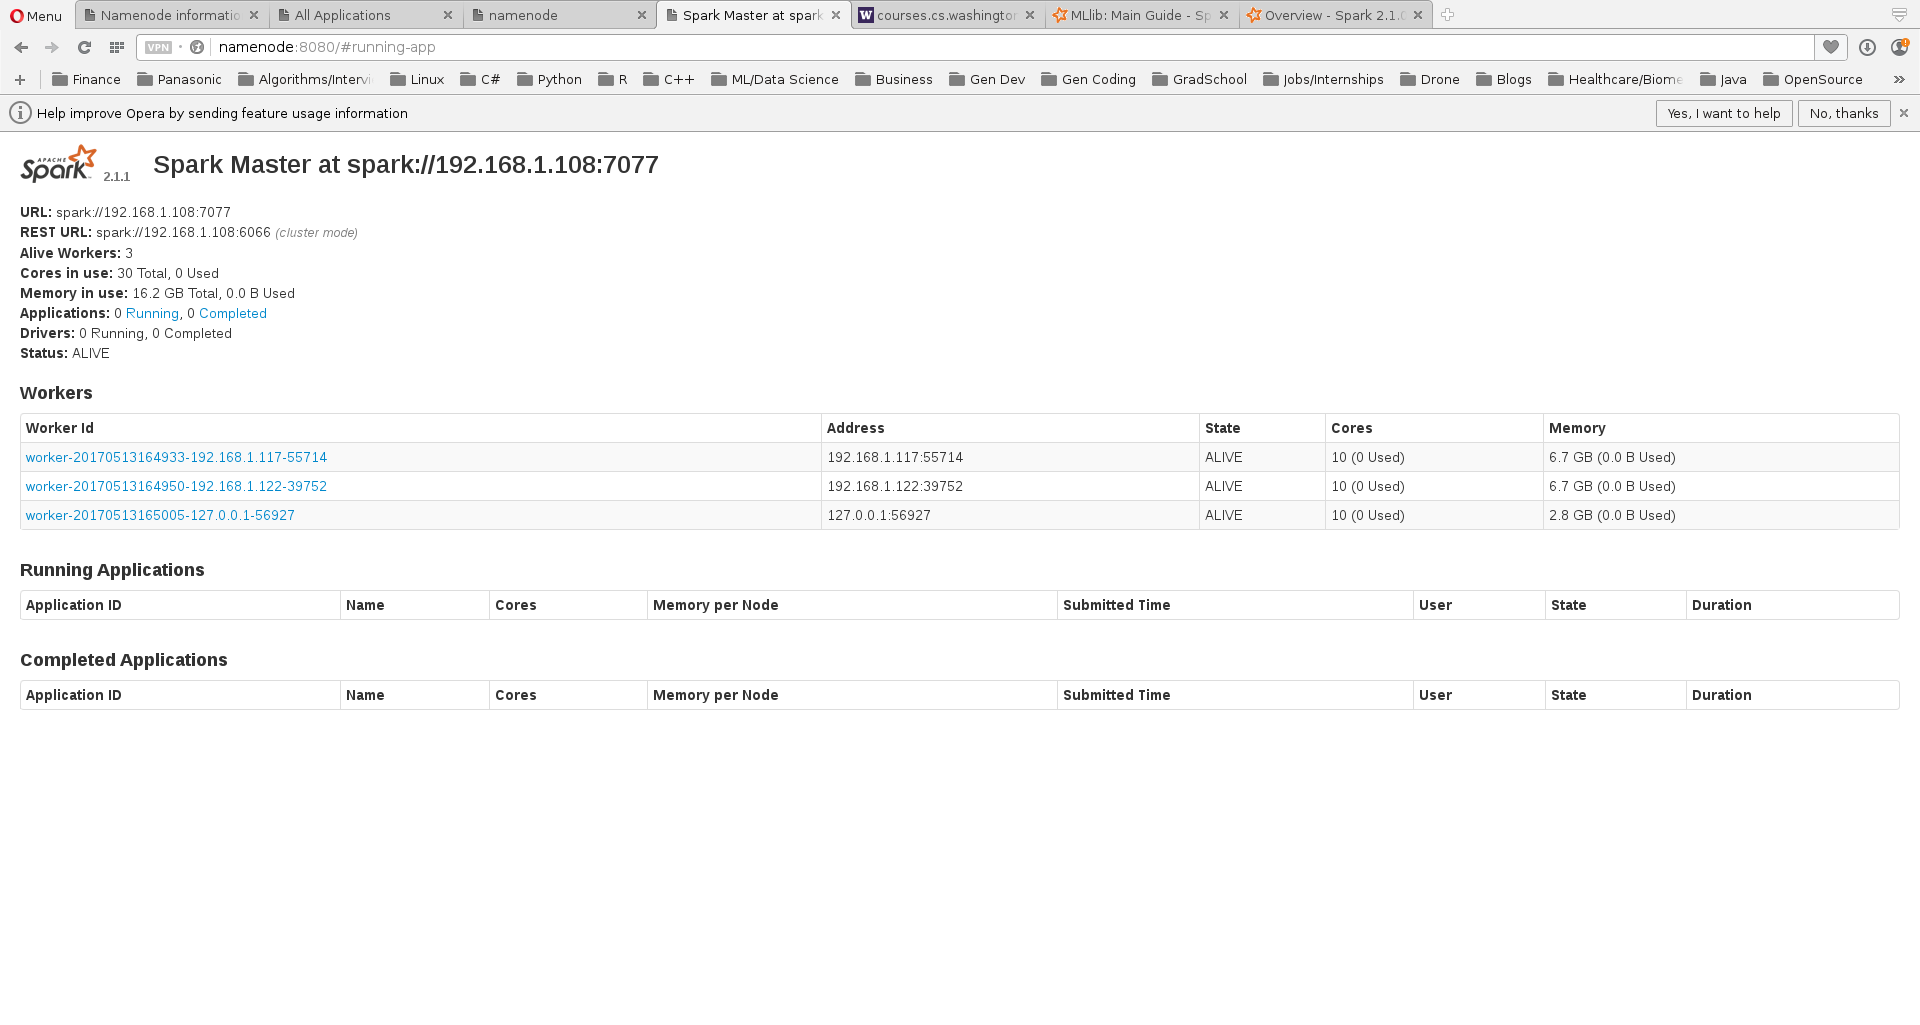 Menu Namenode informatio All Applications namenode Spark Master at spark courses.cs.washington MLlib: Main Guide - Sp Overview - Spark 2.1.0
VPN namenode:8080/#running-app
Finance Panasonic Algorithms/Intervi Linux C# Python R C++ ML/Data Science Business Gen Dev Gen Coding GradSchool Jobs/Internships Drone Blogs Healthcare/Biome Java OpenSource »
Help improve Opera by sending feature usage information Yes, I want to help No, thanks
APACHE Spark 2.1.1 Spark Master at spark://192.168.1.108:7077
URL: spark://192.168.1.108:7077
REST URL: spark://192.168.1.108:6066 (cluster mode)
Alive Workers: 3
Cores in use: 30 Total, 0 Used
Memory in use: 16.2 GB Total, 0.0 B Used
Applications: 0 Running, 0 Completed
Drivers: 0 Running, 0 Completed
Status: ALIVE
Workers
Worker Id Address State Cores Memory
worker-20170513164933-192.168.1.117-55714 192.168.1.117:55714 ALIVE 10 (0 Used) 6.7 GB (0.0 B Used)
worker-20170513164950-192.168.1.122-39752 192.168.1.122:39752 ALIVE 10 (0 Used) 6.7 GB (0.0 B Used)
worker-20170513165005-127.0.0.1-56927 127.0.0.1:56927 ALIVE 10 (0 Used) 2.8 GB (0.0 B Used)
Running Applications
Application ID Name Cores Memory per Node Submitted Time User State Duration
Completed Applications
Application ID Name Cores Memory per Node Submitted Time User State Duration